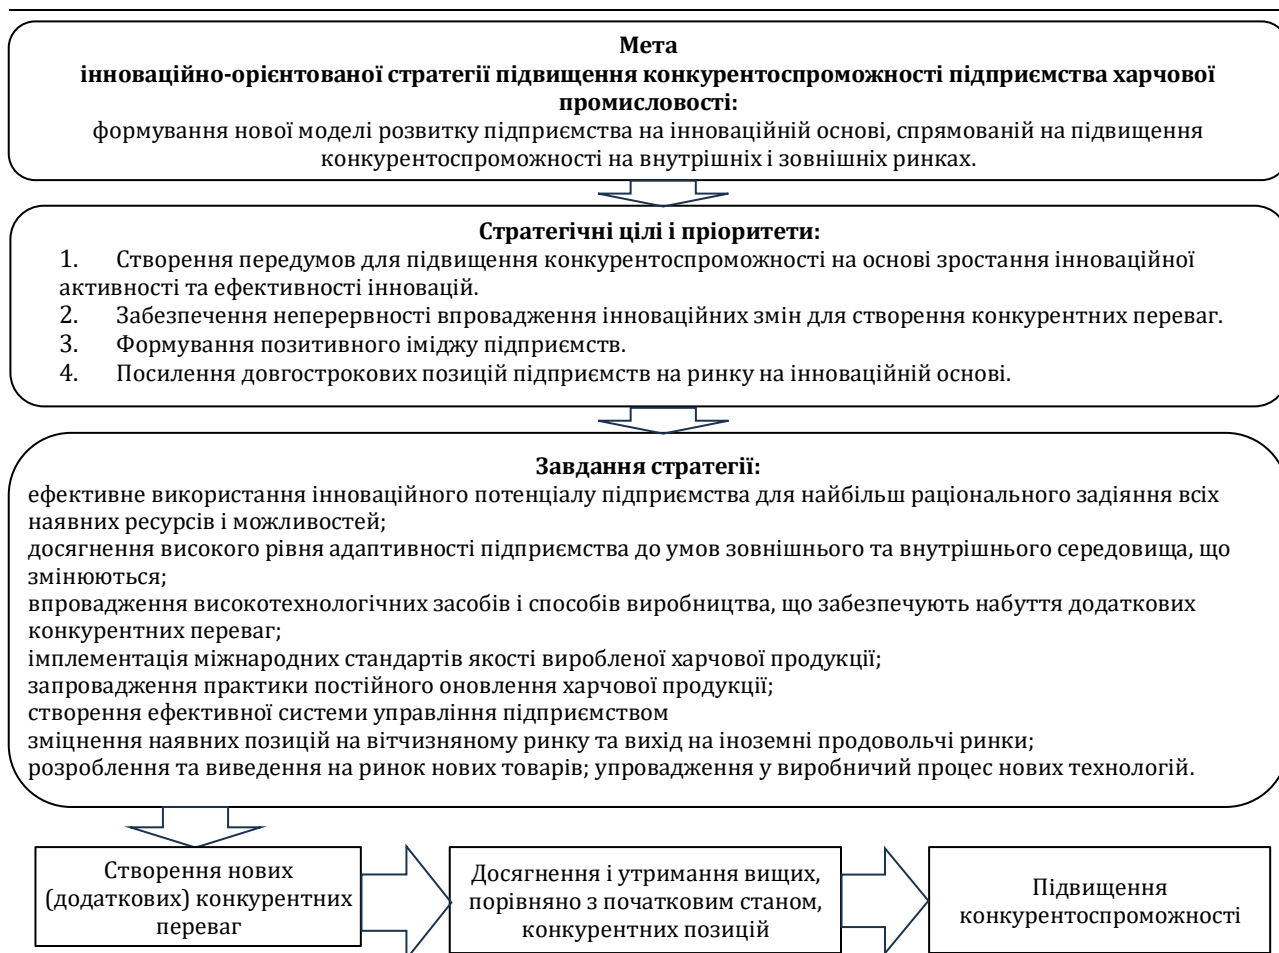 Мета
інноваційно-орієнтованої стратегії підвищення конкурентоспроможності підприємства харчової
промисловості:
формування нової моделі розвитку підприємства на інноваційній основі, спрямованій на підвищення
конкурентоспроможності на внутрішніх і зовнішніх ринках.
Стратегічні цілі і пріоритети:
1. Створення передумов для підвищення конкурентоспроможності на основі зростання інноваційної
активності та ефективності інновацій.
2. Забезпечення неперервності впровадження інноваційних змін для створення конкурентних переваг.
3. Формування позитивного іміджу підприємств.
4. Посилення довгострокових позицій підприємств на ринку на інноваційній основі.
Завдання стратегії:
ефективне використання інноваційного потенціалу підприємства для найбільш раціонального задіяння всіх
наявних ресурсів і можливостей;
досягнення високого рівня адаптивності підприємства до умов зовнішнього та внутрішнього середовища, що
змінюються;
впровадження високотехнологічних засобів і способів виробництва, що забезпечують набуття додаткових
конкурентних переваг;
імплементація міжнародних стандартів якості виробленої харчової продукції;
запровадження практики постійного оновлення харчової продукції;
створення ефективної системи управління підприємством
зміцнення наявних позицій на вітчизняному ринку та вихід на іноземні продовольчі ринки;
розроблення та виведення на ринок нових товарів; упровадження у виробничий процес нових технологій.
Створення нових
(додаткових) конкурентних
переваг
Досягнення і утримання вищих,
порівняно з початковим станом,
конкурентних позицій
Підвищення
конкурентоспроможності